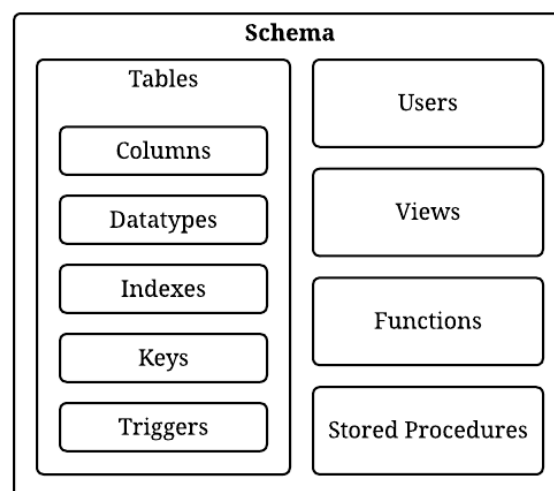 Schema
Tables
Columns
Datatypes
Indexes
Keys
Triggers
Users
Views
Functions
Stored Procedures